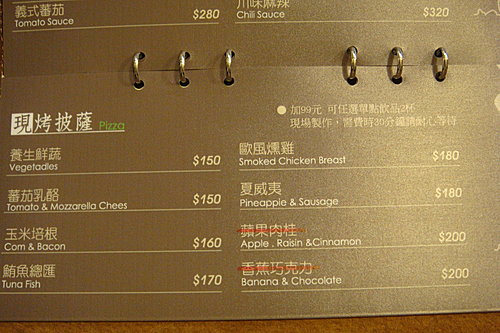 義式蕃茄
Tomato Sauce $280
川味麻辣
Chili Sauce $320
現烤披薩 Pizza
● 加99元 可任選單點飲品2杯
現場製作，需費時20分鐘請耐心等待
養生鮮蔬
Vegetadles $150
蕃茄乳酪
Tomato & Mozzarella Chees $150
玉米培根
Corn & Bacon $160
鮪魚總匯
Tuna Fish $170
歐風燻雞
Smoked Chicken Breast $180
夏威夷
Pineapple & Sausage $180
蘋果肉桂
Apple . Raisin &Cinnamon $200
香蕉巧克力
Banana & Chocolate $200